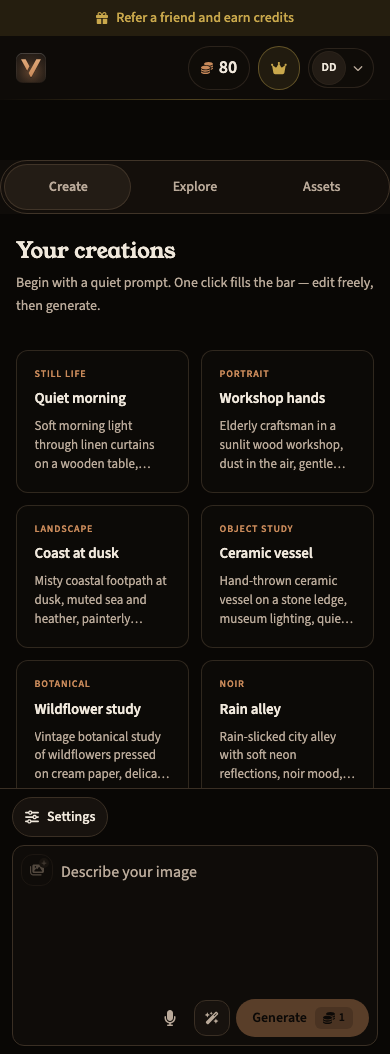 Refer a friend and earn credits
80
DD
Create
Explore
Assets
Your creations
Begin with a quiet prompt. One click fills the bar — edit freely,
then generate.
STILL LIFE
Quiet morning
Soft morning light
through linen curtains
on a wooden table,…
PORTRAIT
Workshop hands
Elderly craftsman in a
sunlit wood workshop,
dust in the air, gentle…
LANDSCAPE
Coast at dusk
Misty coastal footpath at
dusk, muted sea and
heather, painterly…
OBJECT STUDY
Ceramic vessel
Hand-thrown ceramic
vessel on a stone ledge,
museum lighting, quie…
BOTANICAL
Wildflower study
Vintage botanical study
of wildflowers pressed
on cream paper, delica…
NOIR
Rain alley
Rain-slicked city alley
with soft neon
reflections, noir mood,…
Settings
Describe your image
Generate
1